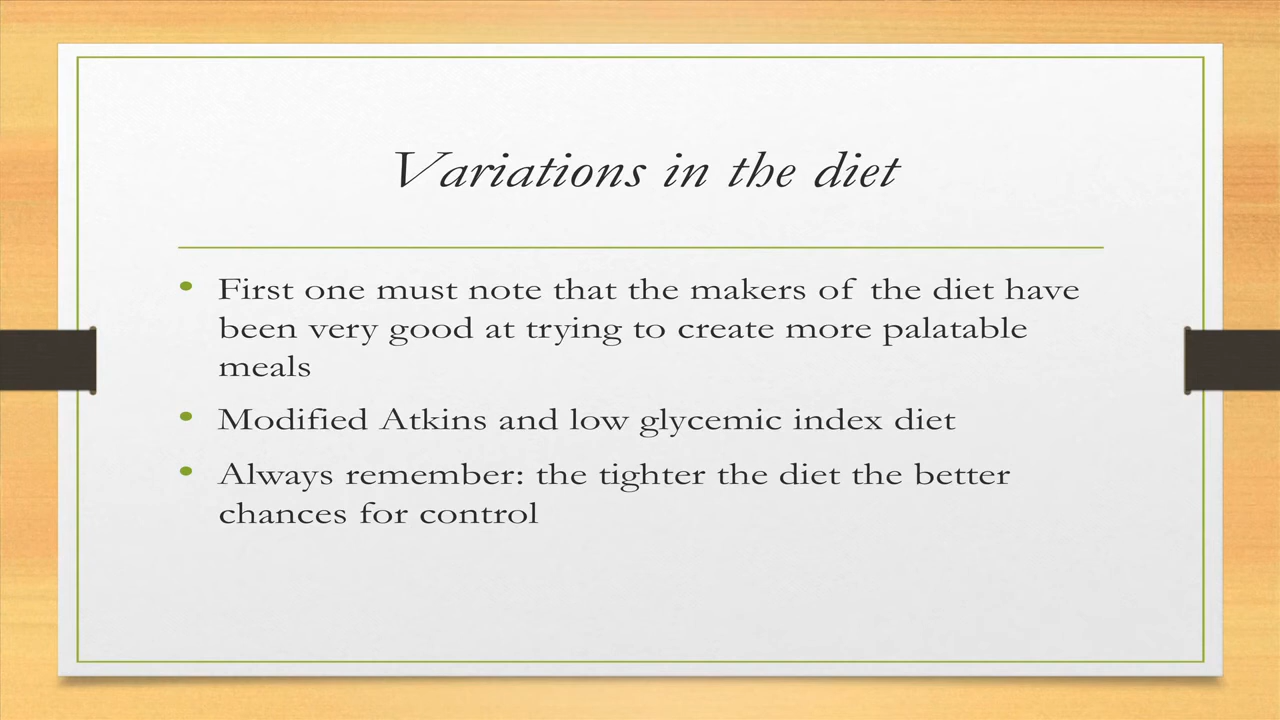 Variations in the diet
• First one must note that the makers of the diet have
been very good at trying to create more palatable
meals
• Modified Atkins and low glycemic index diet
• Always remember: the tighter the diet the better
chances for control